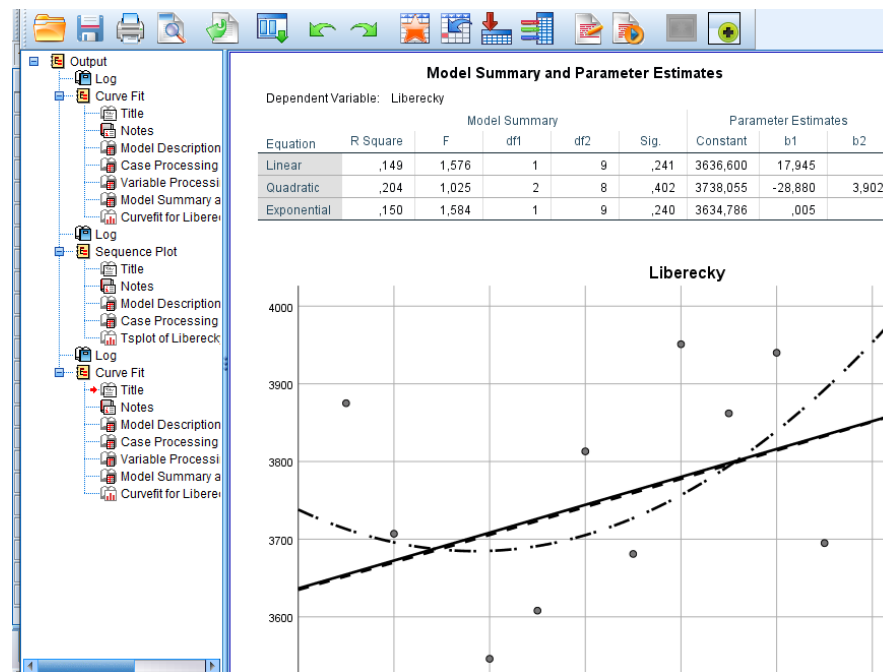 Output
Log
Curve Fit
Title
Notes
Model Description
Case Processing
Variable Processi
Model Summary a
Curvefit for Libere
Log
Sequence Plot
Title
Notes
Model Description
Case Processing
Tsplot of Libereck
Log
Curve Fit
Title
Notes
Model Description
Case Processing
Variable Processi
Model Summary a
Curvefit for Libere
Model Summary and Parameter Estimates
Dependent Variable: Liberecky
Model Summary Parameter Estimates
Equation R Square F df1 df2 Sig. Constant b1 b2
Linear ,149 1,576 1 9 ,241 3636,600 17,945
Quadratic ,204 1,025 2 8 ,402 3738,055 -28,880 3,902
Exponential ,150 1,584 1 9 ,240 3634,786 ,005
Liberecky
4000
3900
3800
3700
3600